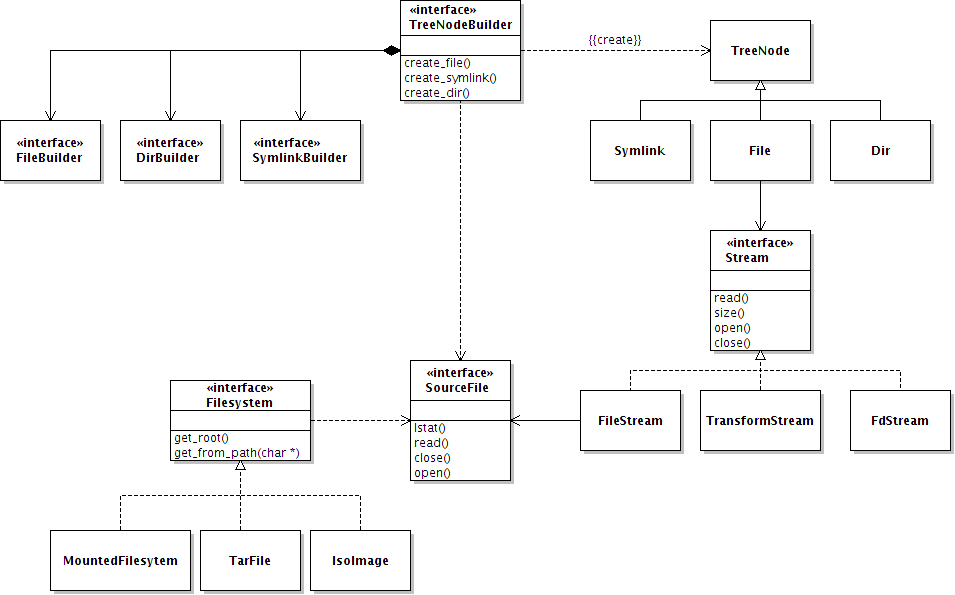 «interface»
TreeNodeBuilder
create_file()
create_symlink()
create_dir()
{{create}}
TreeNode
«interface»
FileBuilder
«interface»
DirBuilder
«interface»
SymlinkBuilder
Symlink
File
Dir
«interface»
Stream
read()
size()
open()
close()
«interface»
Filesystem
get_root()
get_from_path(char *)
«interface»
SourceFile
lstat()
read()
close()
open()
FileStream
TransformStream
FdStream
MountedFilesytem
TarFile
IsoImage